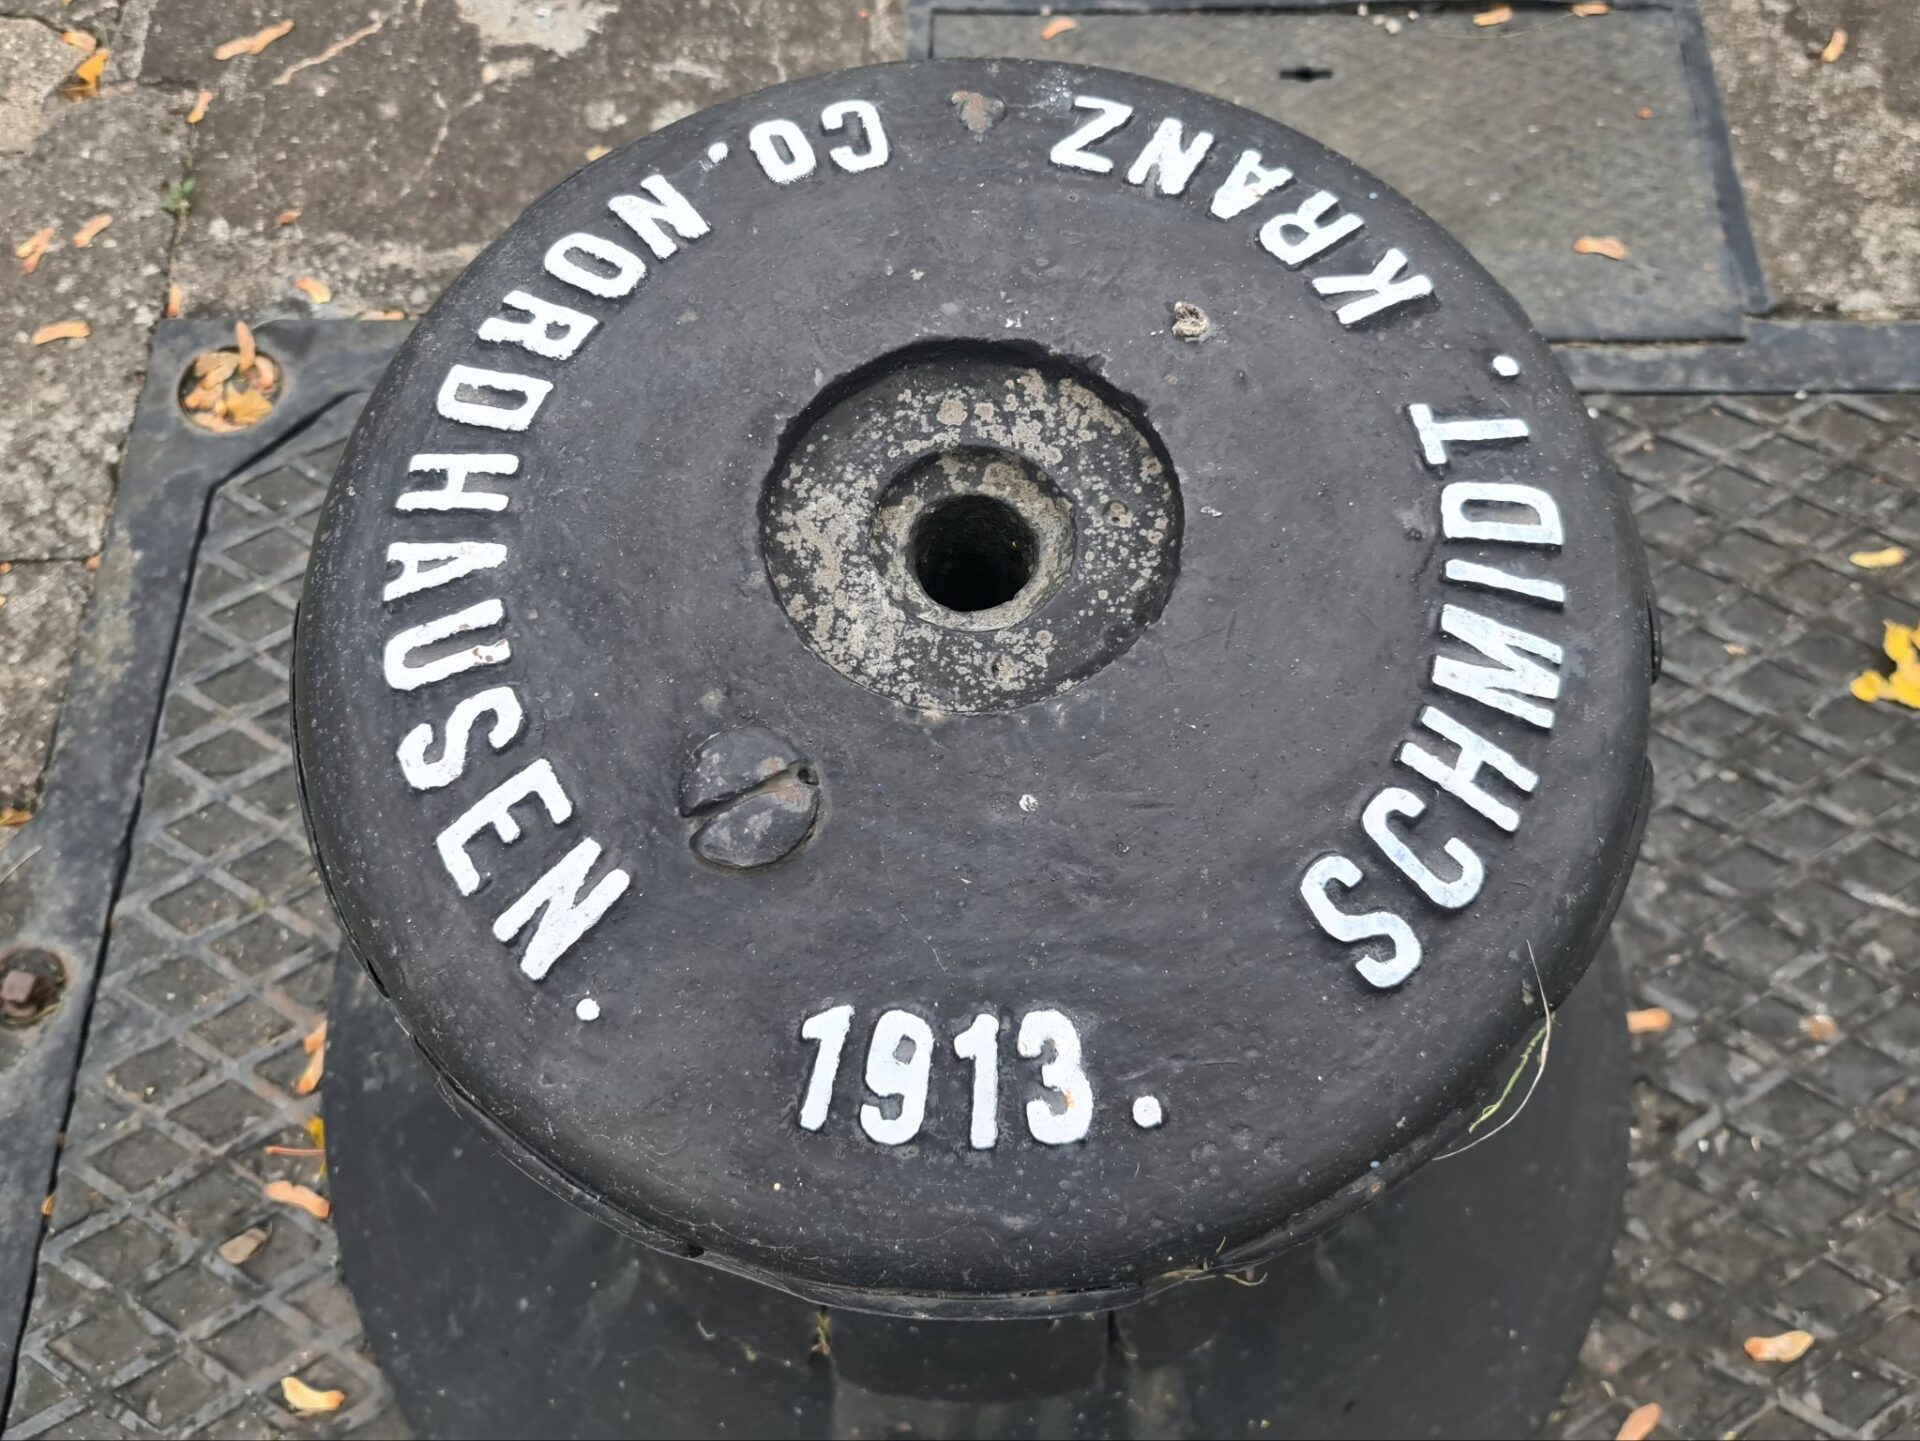 SCHMIDT. KRANZ CO. NORDHAUSEN.
1913.